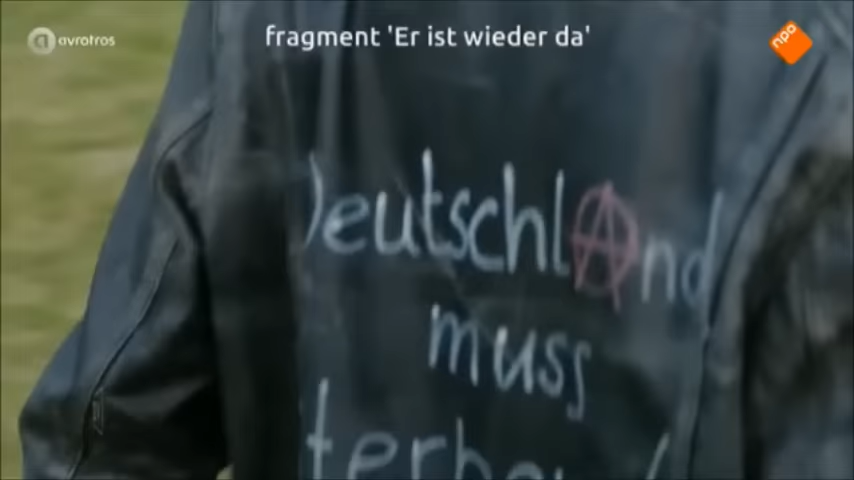 avrotros
fragment 'Er ist wieder da'
npo
Deutschland
muss